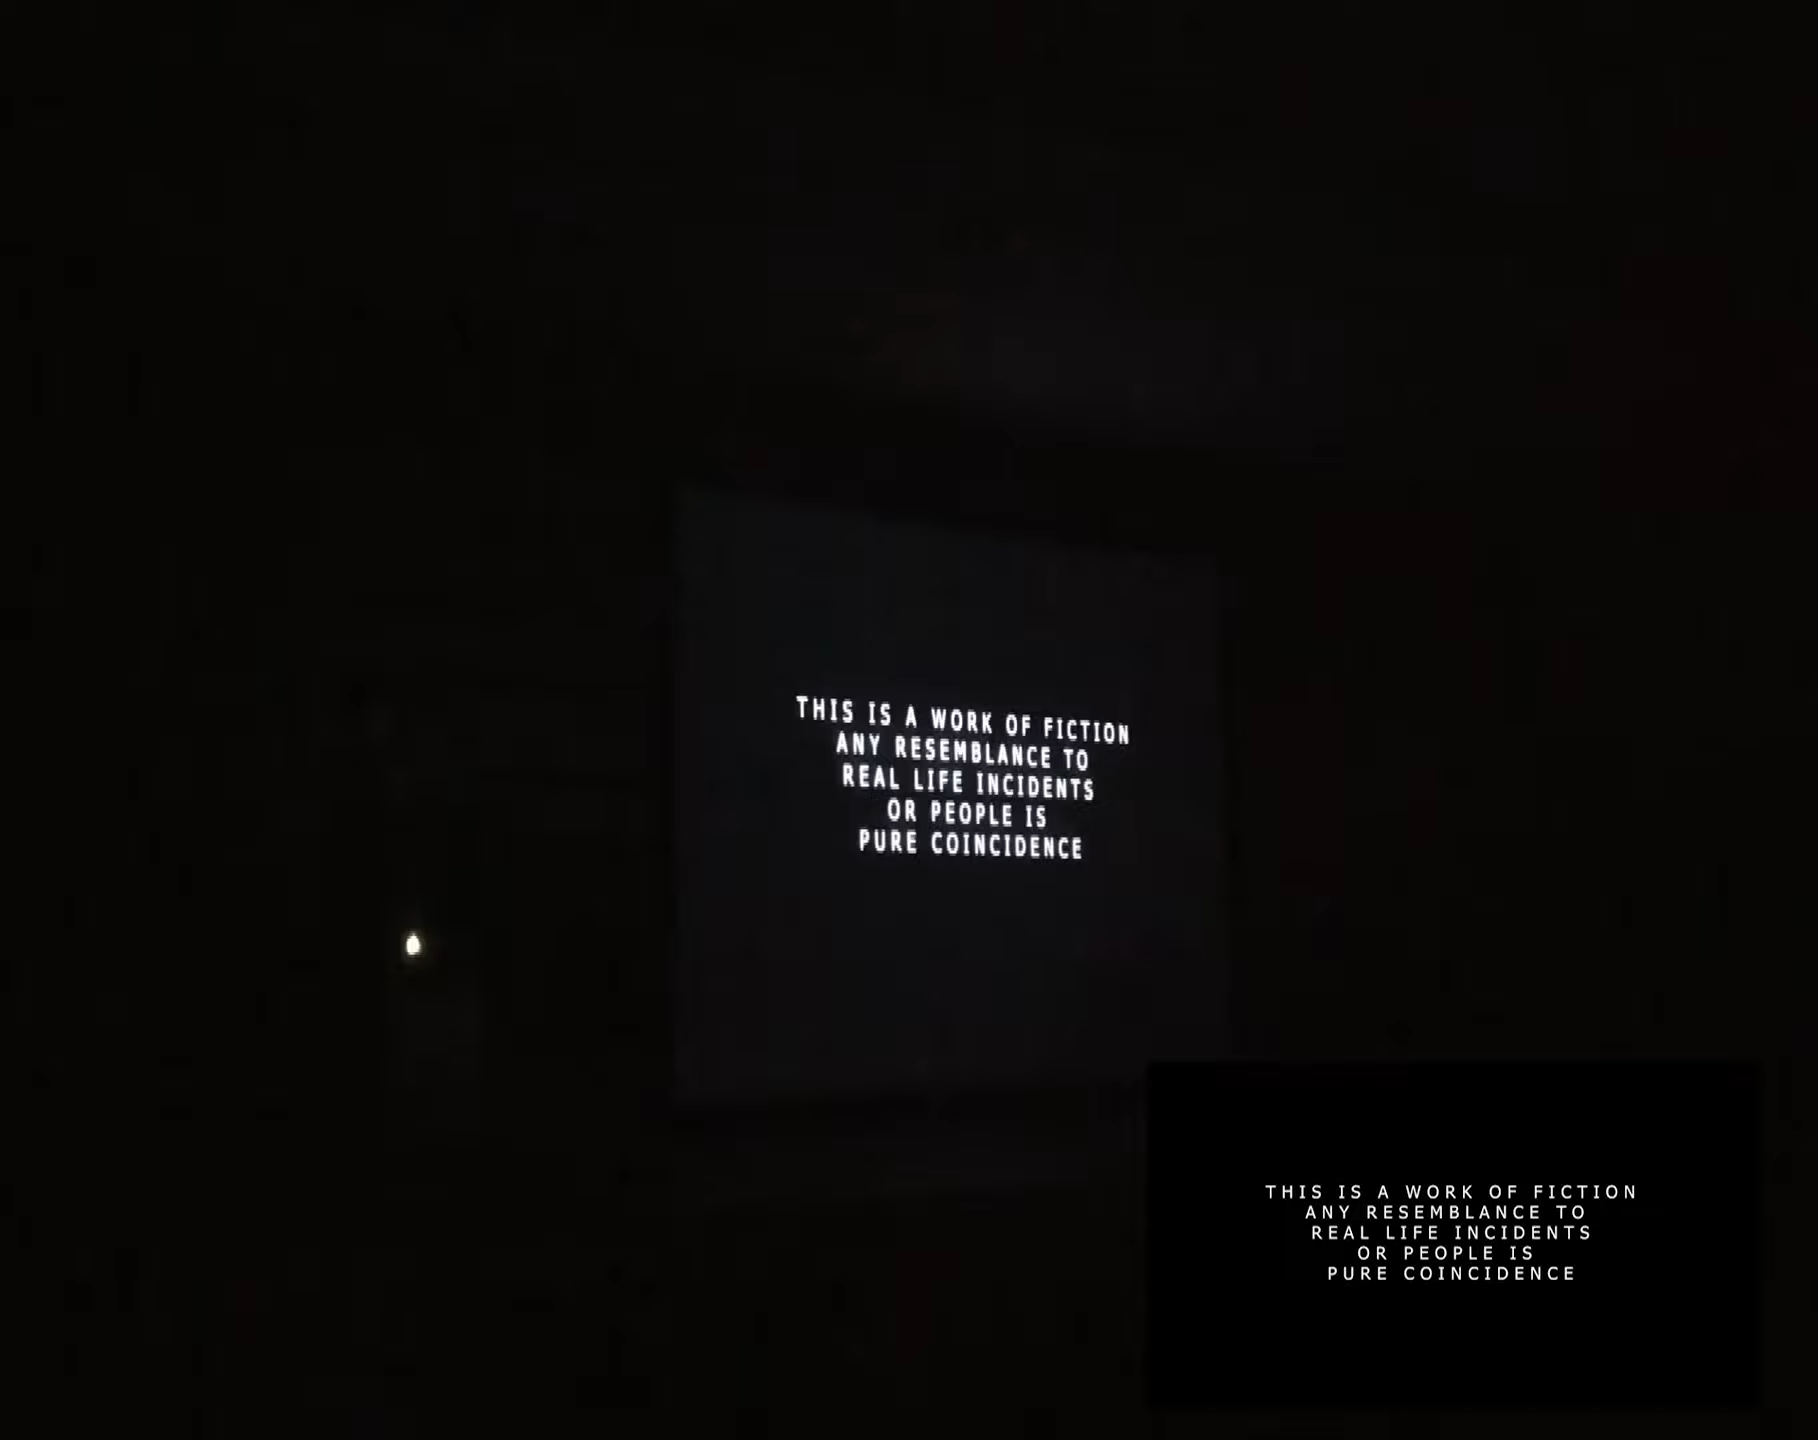 THIS IS A WORK OF FICTION
ANY RESEMBLANCE TO
REAL LIFE INCIDENTS
OR PEOPLE IS
PURE COINCIDENCE
THIS IS A WORK OF FICTION
ANY RESEMBLANCE TO
REAL LIFE INCIDENTS
OR PEOPLE IS
PURE COINCIDENCE